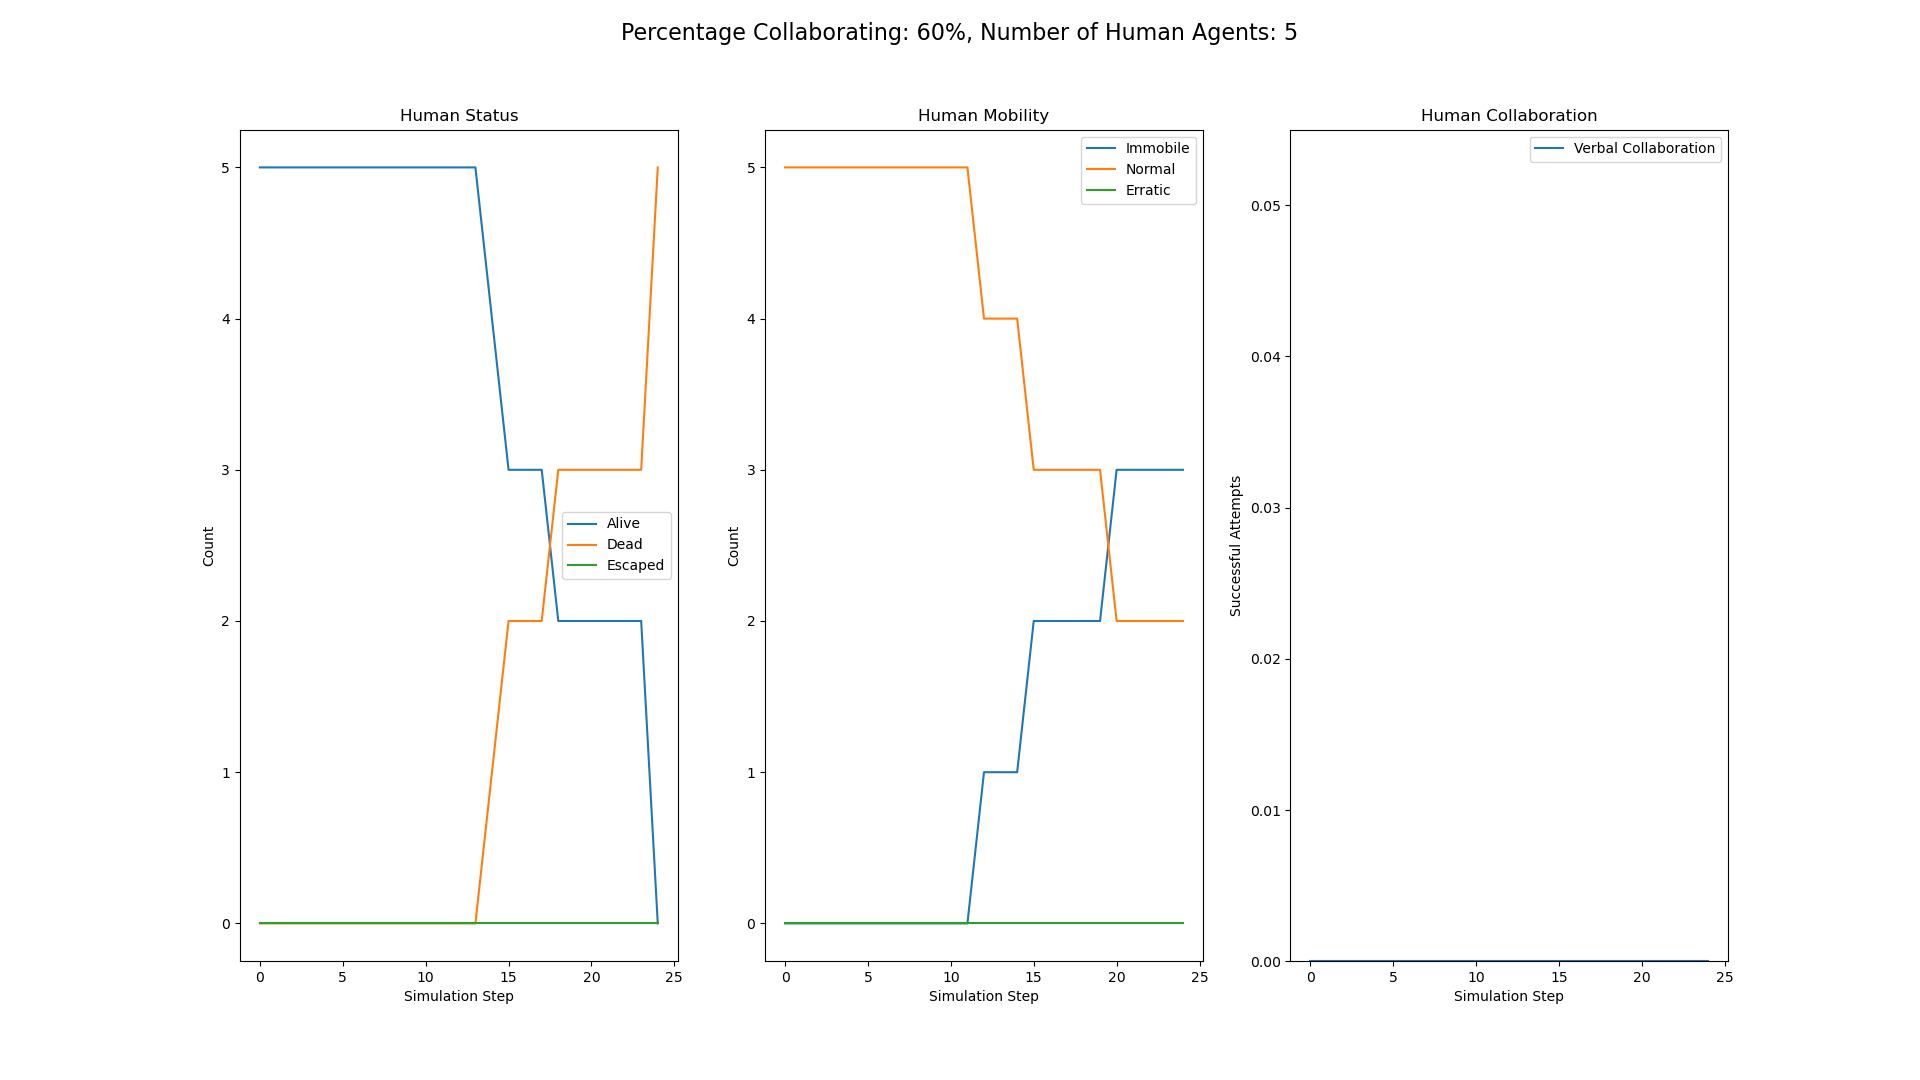 Percentage Collaborating: 60%, Number of Human Agents: 5
Human Status
5
4
3
2
1
0
Count
Alive
Dead
Escaped
0 5 10 15 20 25
Simulation Step
Human Mobility
5
4
3
2
1
0
Count
Immobile
Normal
Erratic
0 5 10 15 20 25
Simulation Step
Human Collaboration
Verbal Collaboration
0.05
0.04
0.03
0.02
0.01
0.00
Successful Attempts
0 5 10 15 20 25
Simulation Step